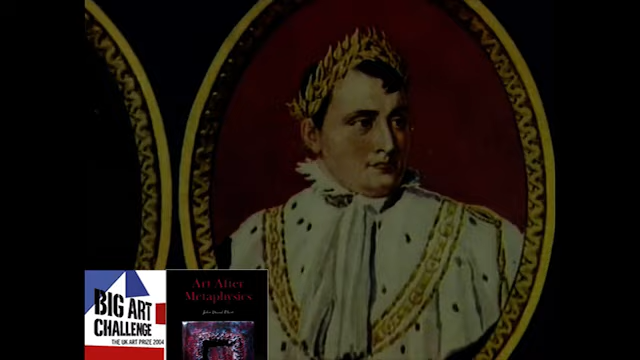 BIG ART
CHALLENGE
THE UK ART PRIZE 2004
Art After
Metaphysics